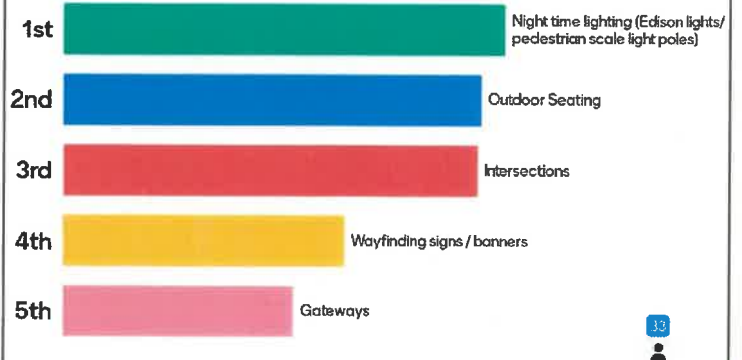 1st
Night time lighting (Edison lights/
pedestrian scale light poles)
2nd
Outdoor Seating
3rd
Intersections
4th
Wayfinding signs / banners
5th
Gateways
33